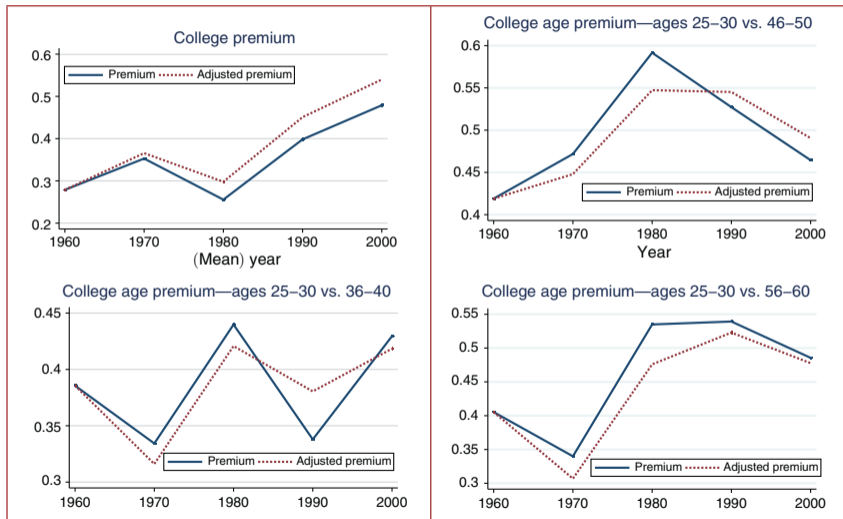 College premium
0.6
0.5
0.4
0.3
0.2
Premium Adjusted premium
1960 1970 1980 1990 2000
(Mean) year
College age premium—ages 25–30 vs. 46–50
0.6
0.55
0.5
0.45
0.4
Premium Adjusted premium
1960 1970 1980 1990 2000
Year
College age premium—ages 25–30 vs. 36–40
0.45
0.4
0.35
0.3
Premium Adjusted premium
1960 1970 1980 1990 2000
College age premium—ages 25–30 vs. 56–60
0.55
0.5
0.45
0.4
0.35
0.3
Premium Adjusted premium
1960 1970 1980 1990 2000